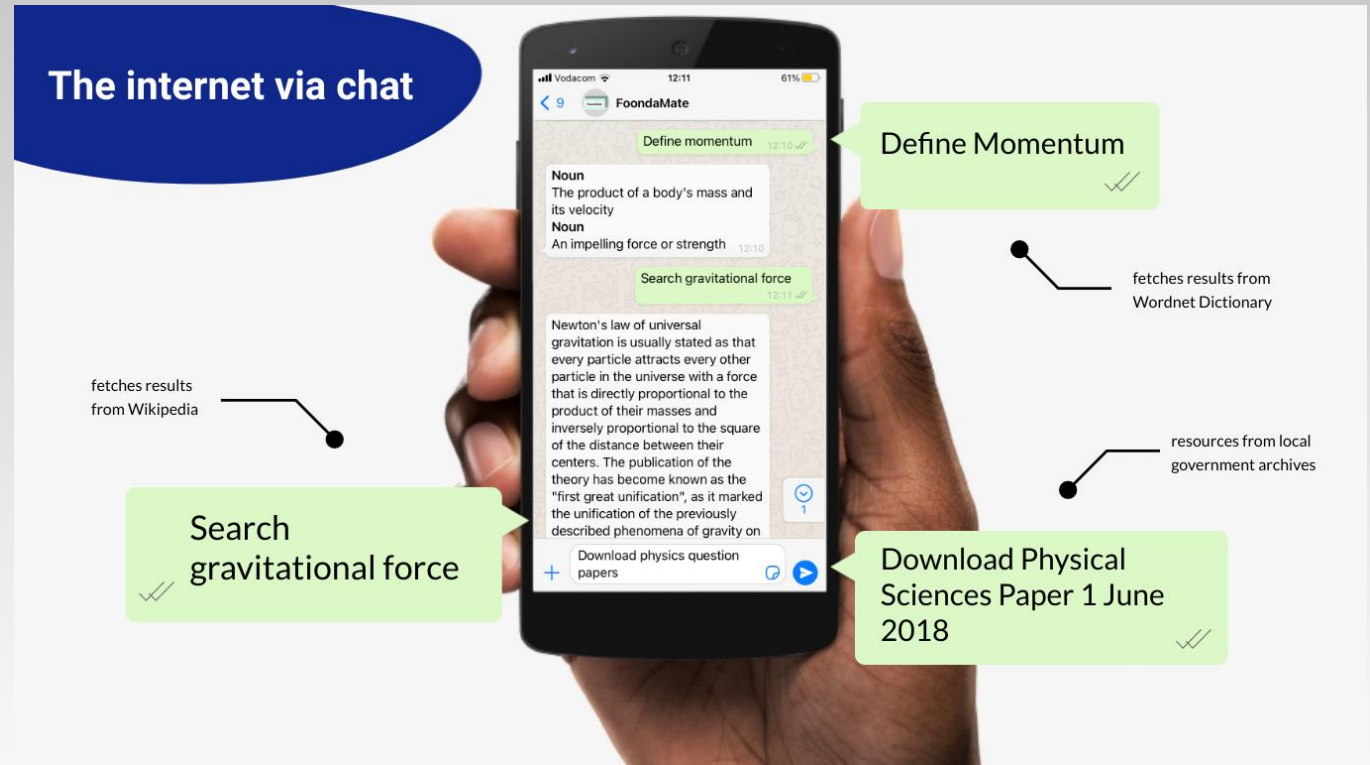 The internet via chat
Vodacom 12:11 61%
9 FoondaMate
Define momentum 12:10
Noun
The product of a body's mass and
its velocity
Noun
An impelling force or strength 12:10
Search gravitational force
12:11
Newton's law of universal
gravitation is usually stated as that
every particle attracts every other
particle in the universe with a force
that is directly proportional to the
product of their masses and
inversely proportional to the square
of the distance between their
centers. The publication of the
theory has become known as the
"first great unification", as it marked
the unification of the previously
described phenomena of gravity on
1
Download physics question
papers
Define Momentum
fetches results from
Wordnet Dictionary
fetches results
from Wikipedia
Search
gravitational force
resources from local
government archives
Download Physical
Sciences Paper 1 June
2018